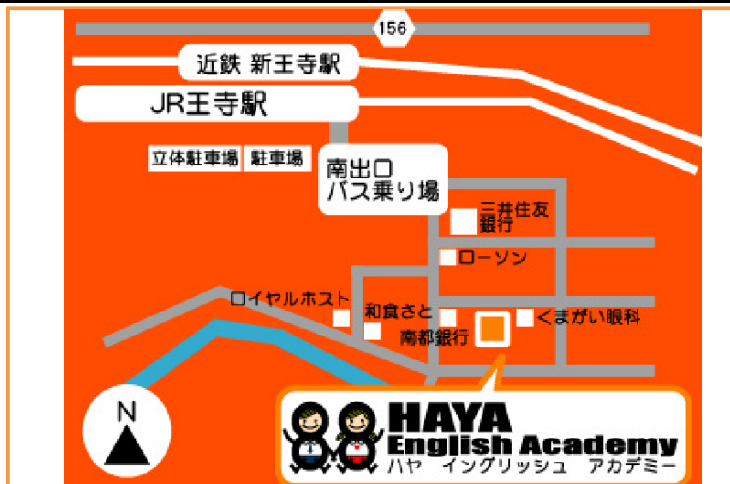 156
近鉄 新王寺駅
JR王寺駅
立体駐車場
駐車場
南出口
バス乗り場
三井住友
銀行
ローソン
ロイヤルホスト
和食さと
南都銀行
くまがい眼科
N
HAYA
English Academy
ハヤ イングリッシュ アカデミー